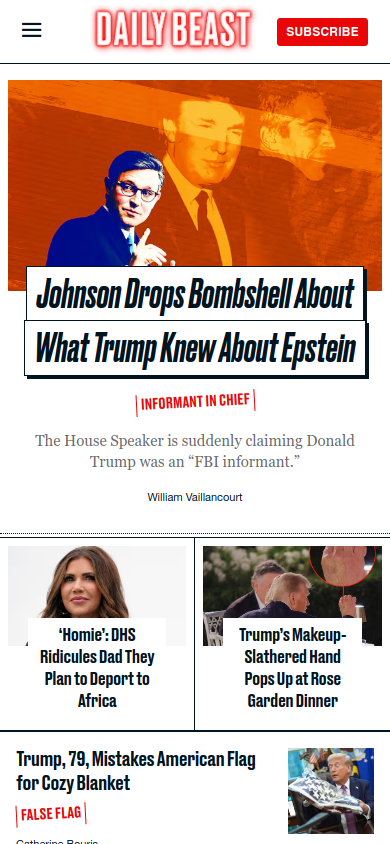 DAILY BEAST
SUBSCRIBE
Johnson Drops Bombshell About
What Trump Knew About Epstein
INFORMANT IN CHIEF
The House Speaker is suddenly claiming Donald
Trump was an “FBI informant.”
William Vaillancourt
‘Homie’: DHS
Ridicules Dad They
Plan to Deport to
Africa
Trump’s Makeup-
Slathered Hand
Pops Up at Rose
Garden Dinner
Trump, 79, Mistakes American Flag
for Cozy Blanket
FALSE FLAG
Catherine Bouris